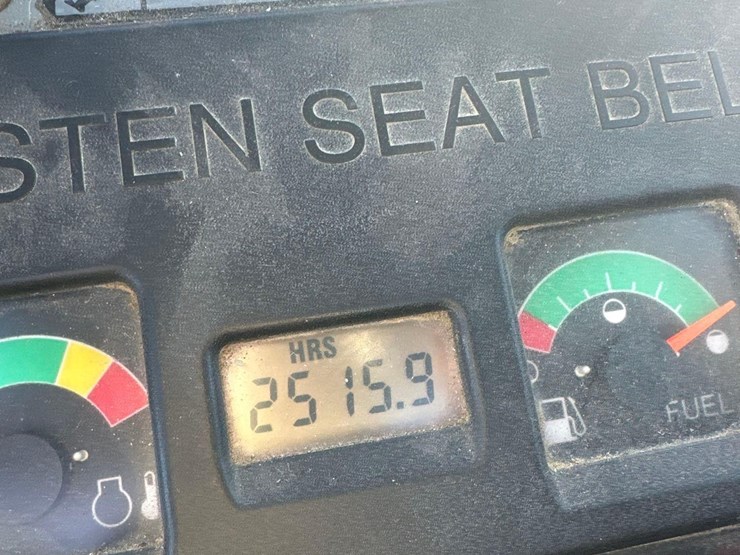 STEN SEAT BEL
HRS
2515.9
FUEL